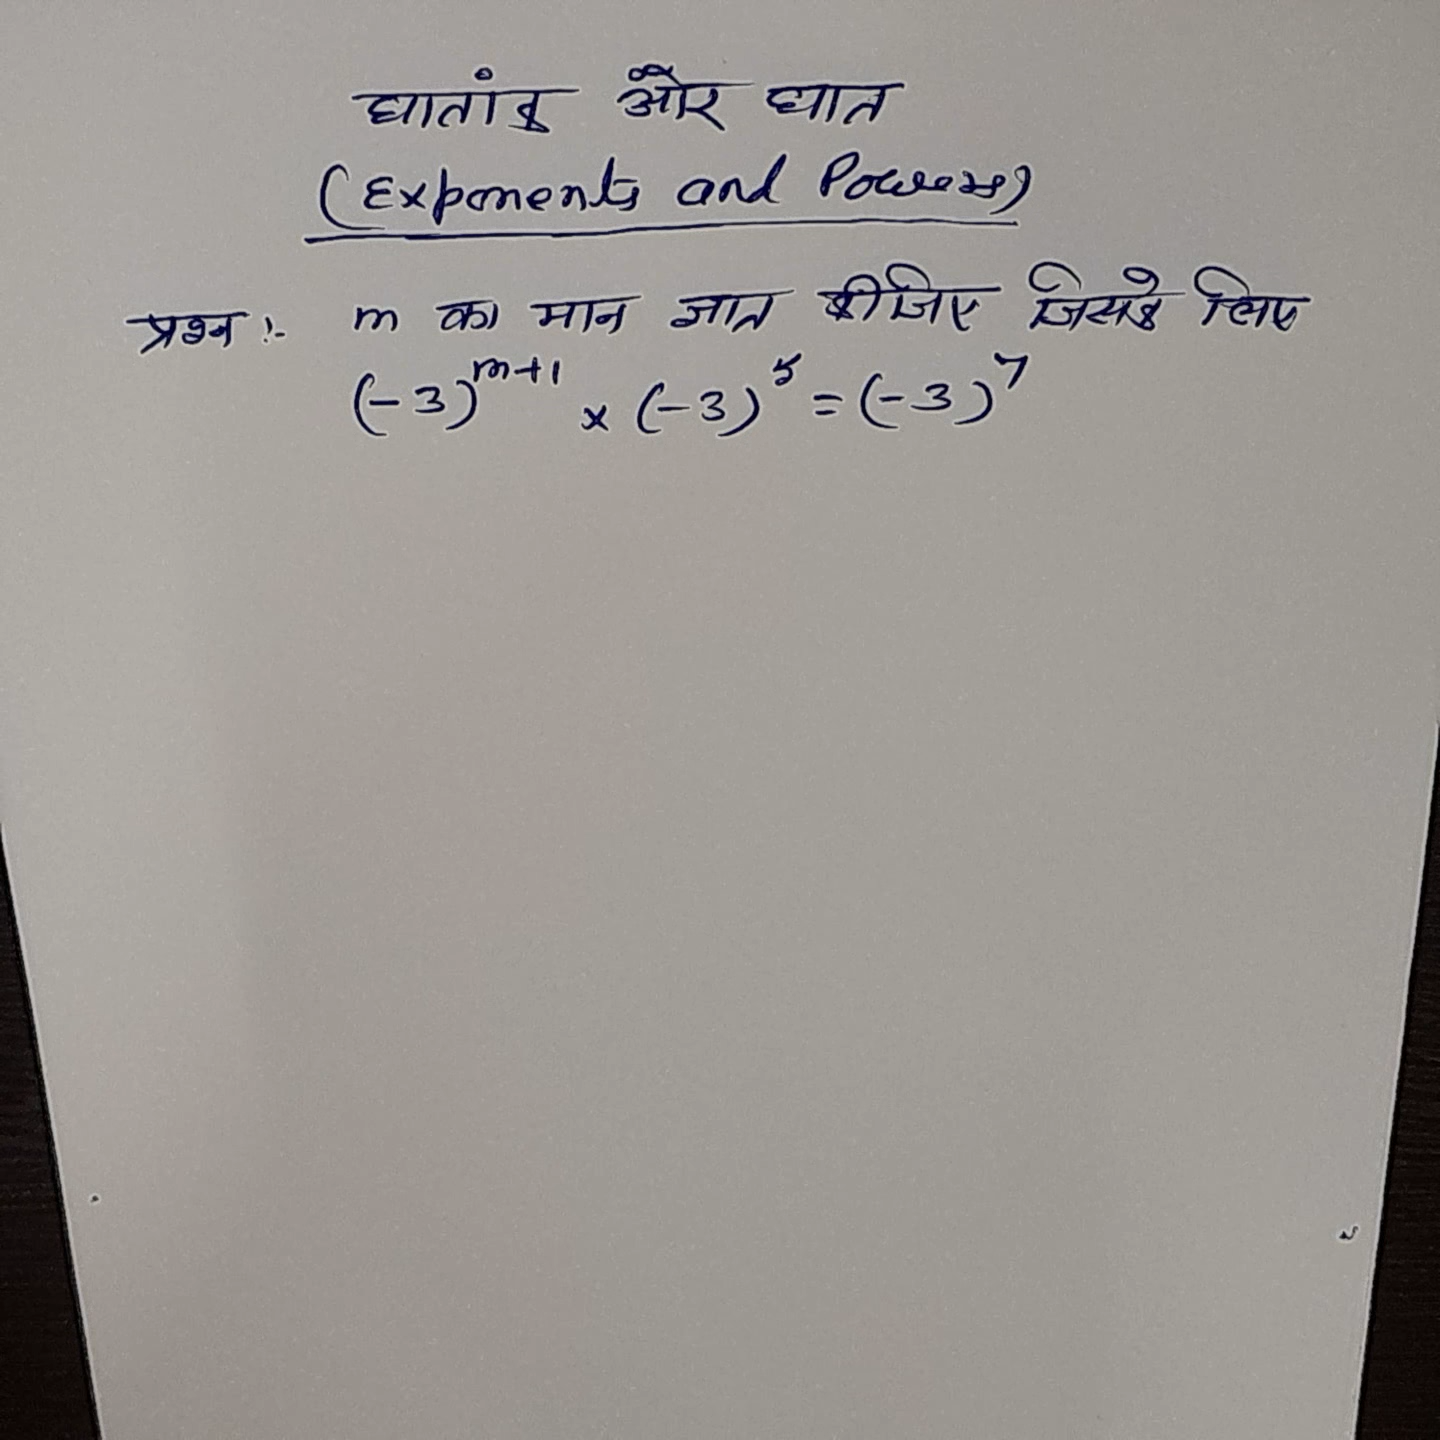 घातांक और घात
(Exponents and Powers)
प्रश्न :- m का मान ज्ञात कीजिए जिसके लिए
(-3)^{m+1} × (-3)^5 = (-3)^7